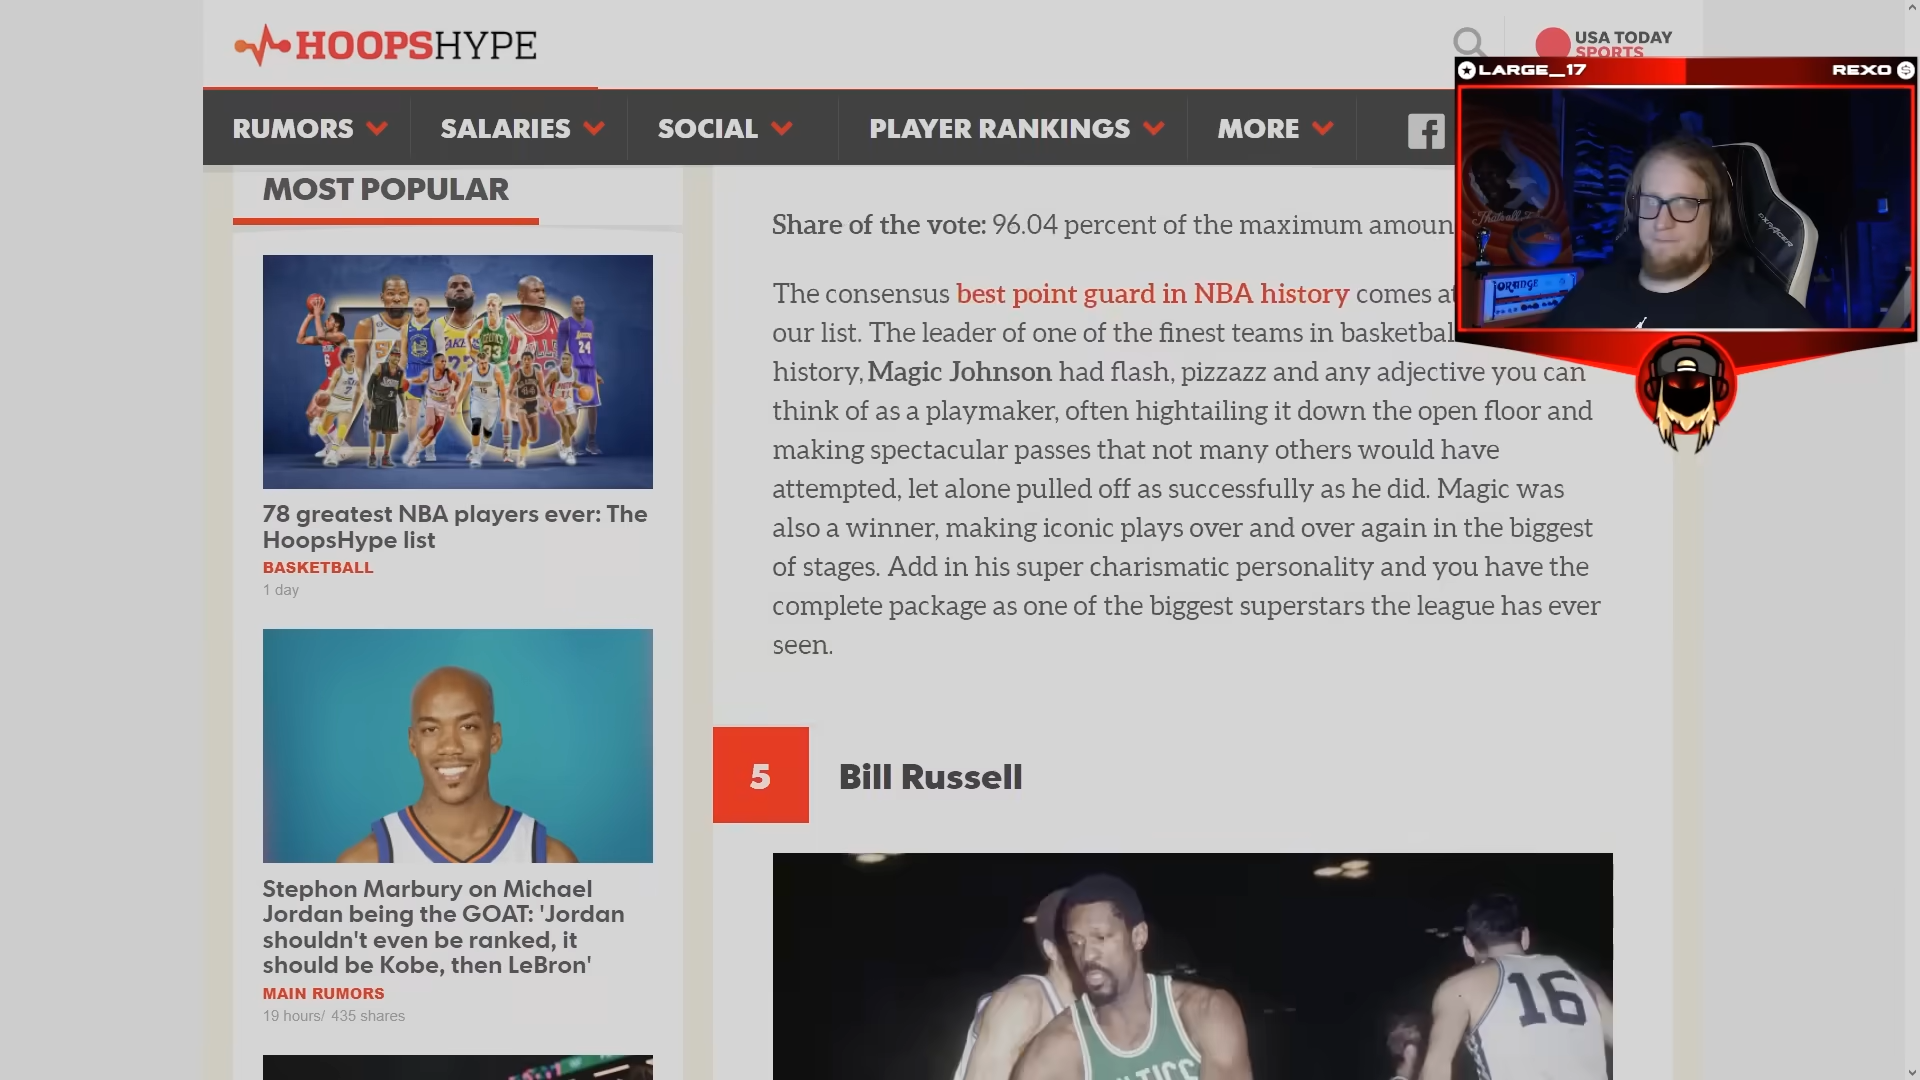 HOOPSHYPE
USA TODAY
SPORTS
LARGE_17
REXO
RUMORS
SALARIES
SOCIAL
PLAYER RANKINGS
MORE
MOST POPULAR
78 greatest NBA players ever: The
HoopsHype list
BASKETBALL
1 day
Stephon Marbury on Michael
Jordan being the GOAT: 'Jordan
shouldn't even be ranked, it
should be Kobe, then LeBron'
MAIN RUMORS
19 hours/ 435 shares
Share of the vote: 96.04 percent of the maximum amoun
The consensus best point guard in NBA history comes at
our list. The leader of one of the finest teams in basketbal
history, Magic Johnson had flash, pizzazz and any adjective you can
think of as a playmaker, often hightailing it down the open floor and
making spectacular passes that not many others would have
attempted, let alone pulled off as successfully as he did. Magic was
also a winner, making iconic plays over and over again in the biggest
of stages. Add in his super charismatic personality and you have the
complete package as one of the biggest superstars the league has ever
seen.
5
Bill Russell
16
ORANGE